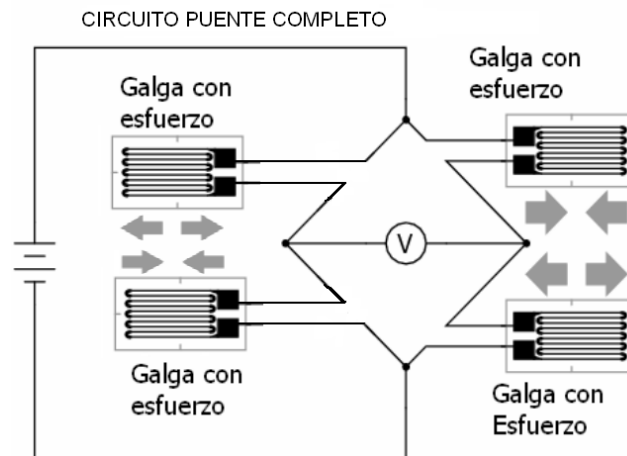 CIRCUITO PUENTE COMPLETO
Galga con
esfuerzo
Galga con
esfuerzo
V
Galga con
esfuerzo
Galga con
Esfuerzo